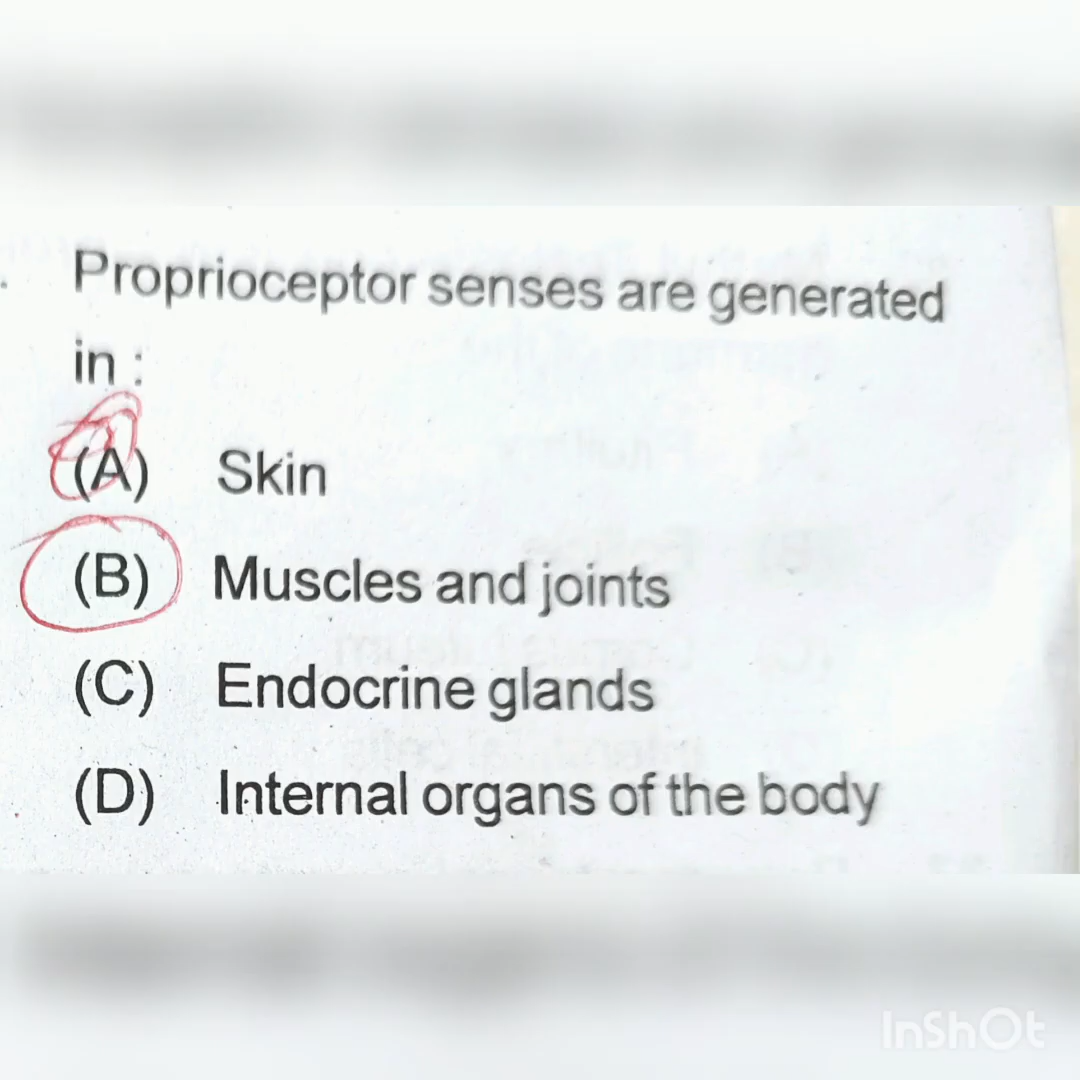 Proprioceptor senses are generated
in :
(A) Skin
(B) Muscles and joints
(C) Endocrine glands
(D) Internal organs of the body
InShOt